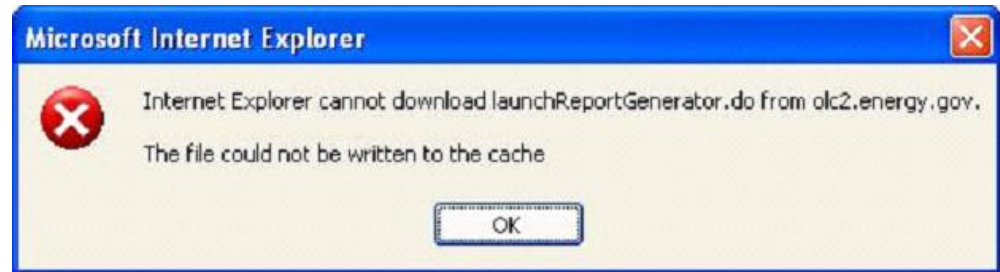 Microsoft Internet Explorer
Internet Explorer cannot download launchReportGenerator.do from olc2.energy.gov.
The file could not be written to the cache
OK